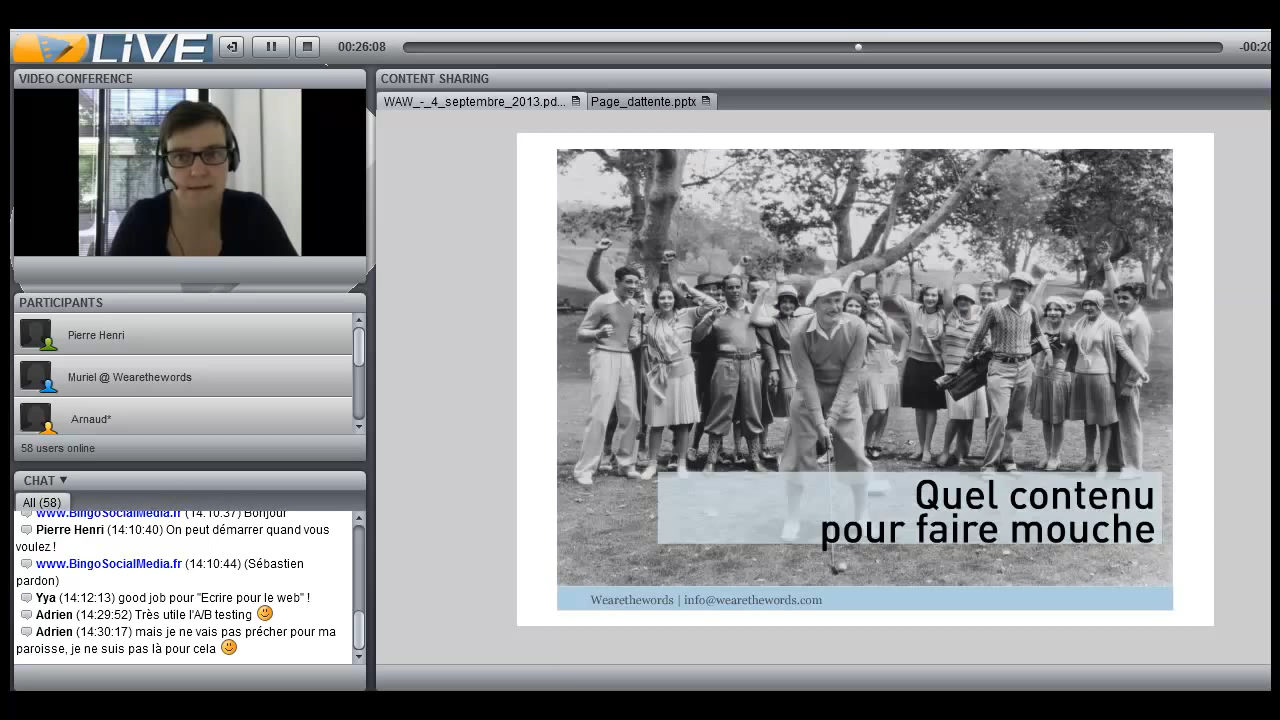 LIVE
00:26:08
-00:20
VIDEO CONFERENCE
CONTENT SHARING
WAW_-_4_septembre_2013.pd...
Page_dattente.pptx
PARTICIPANTS
Pierre Henri
Muriel @ Wearethewords
Arnaud*
58 users online
CHAT
All (58)
www.BingoSocialMedia.fr (14:10:37) Bonjour
Pierre Henri (14:10:40) On peut démarrer quand vous
voulez !
www.BingoSocialMedia.fr (14:10:44) (Sébastien
pardon)
Yya (14:12:13) good job pour "Ecrire pour le web" !
Adrien (14:29:52) Très utile l'A/B testing
Adrien (14:30:17) mais je ne vais pas précher pour ma
paroisse, je ne suis pas là pour cela
Quel contenu
pour faire mouche
Wearethewords | info@wearethewords.com